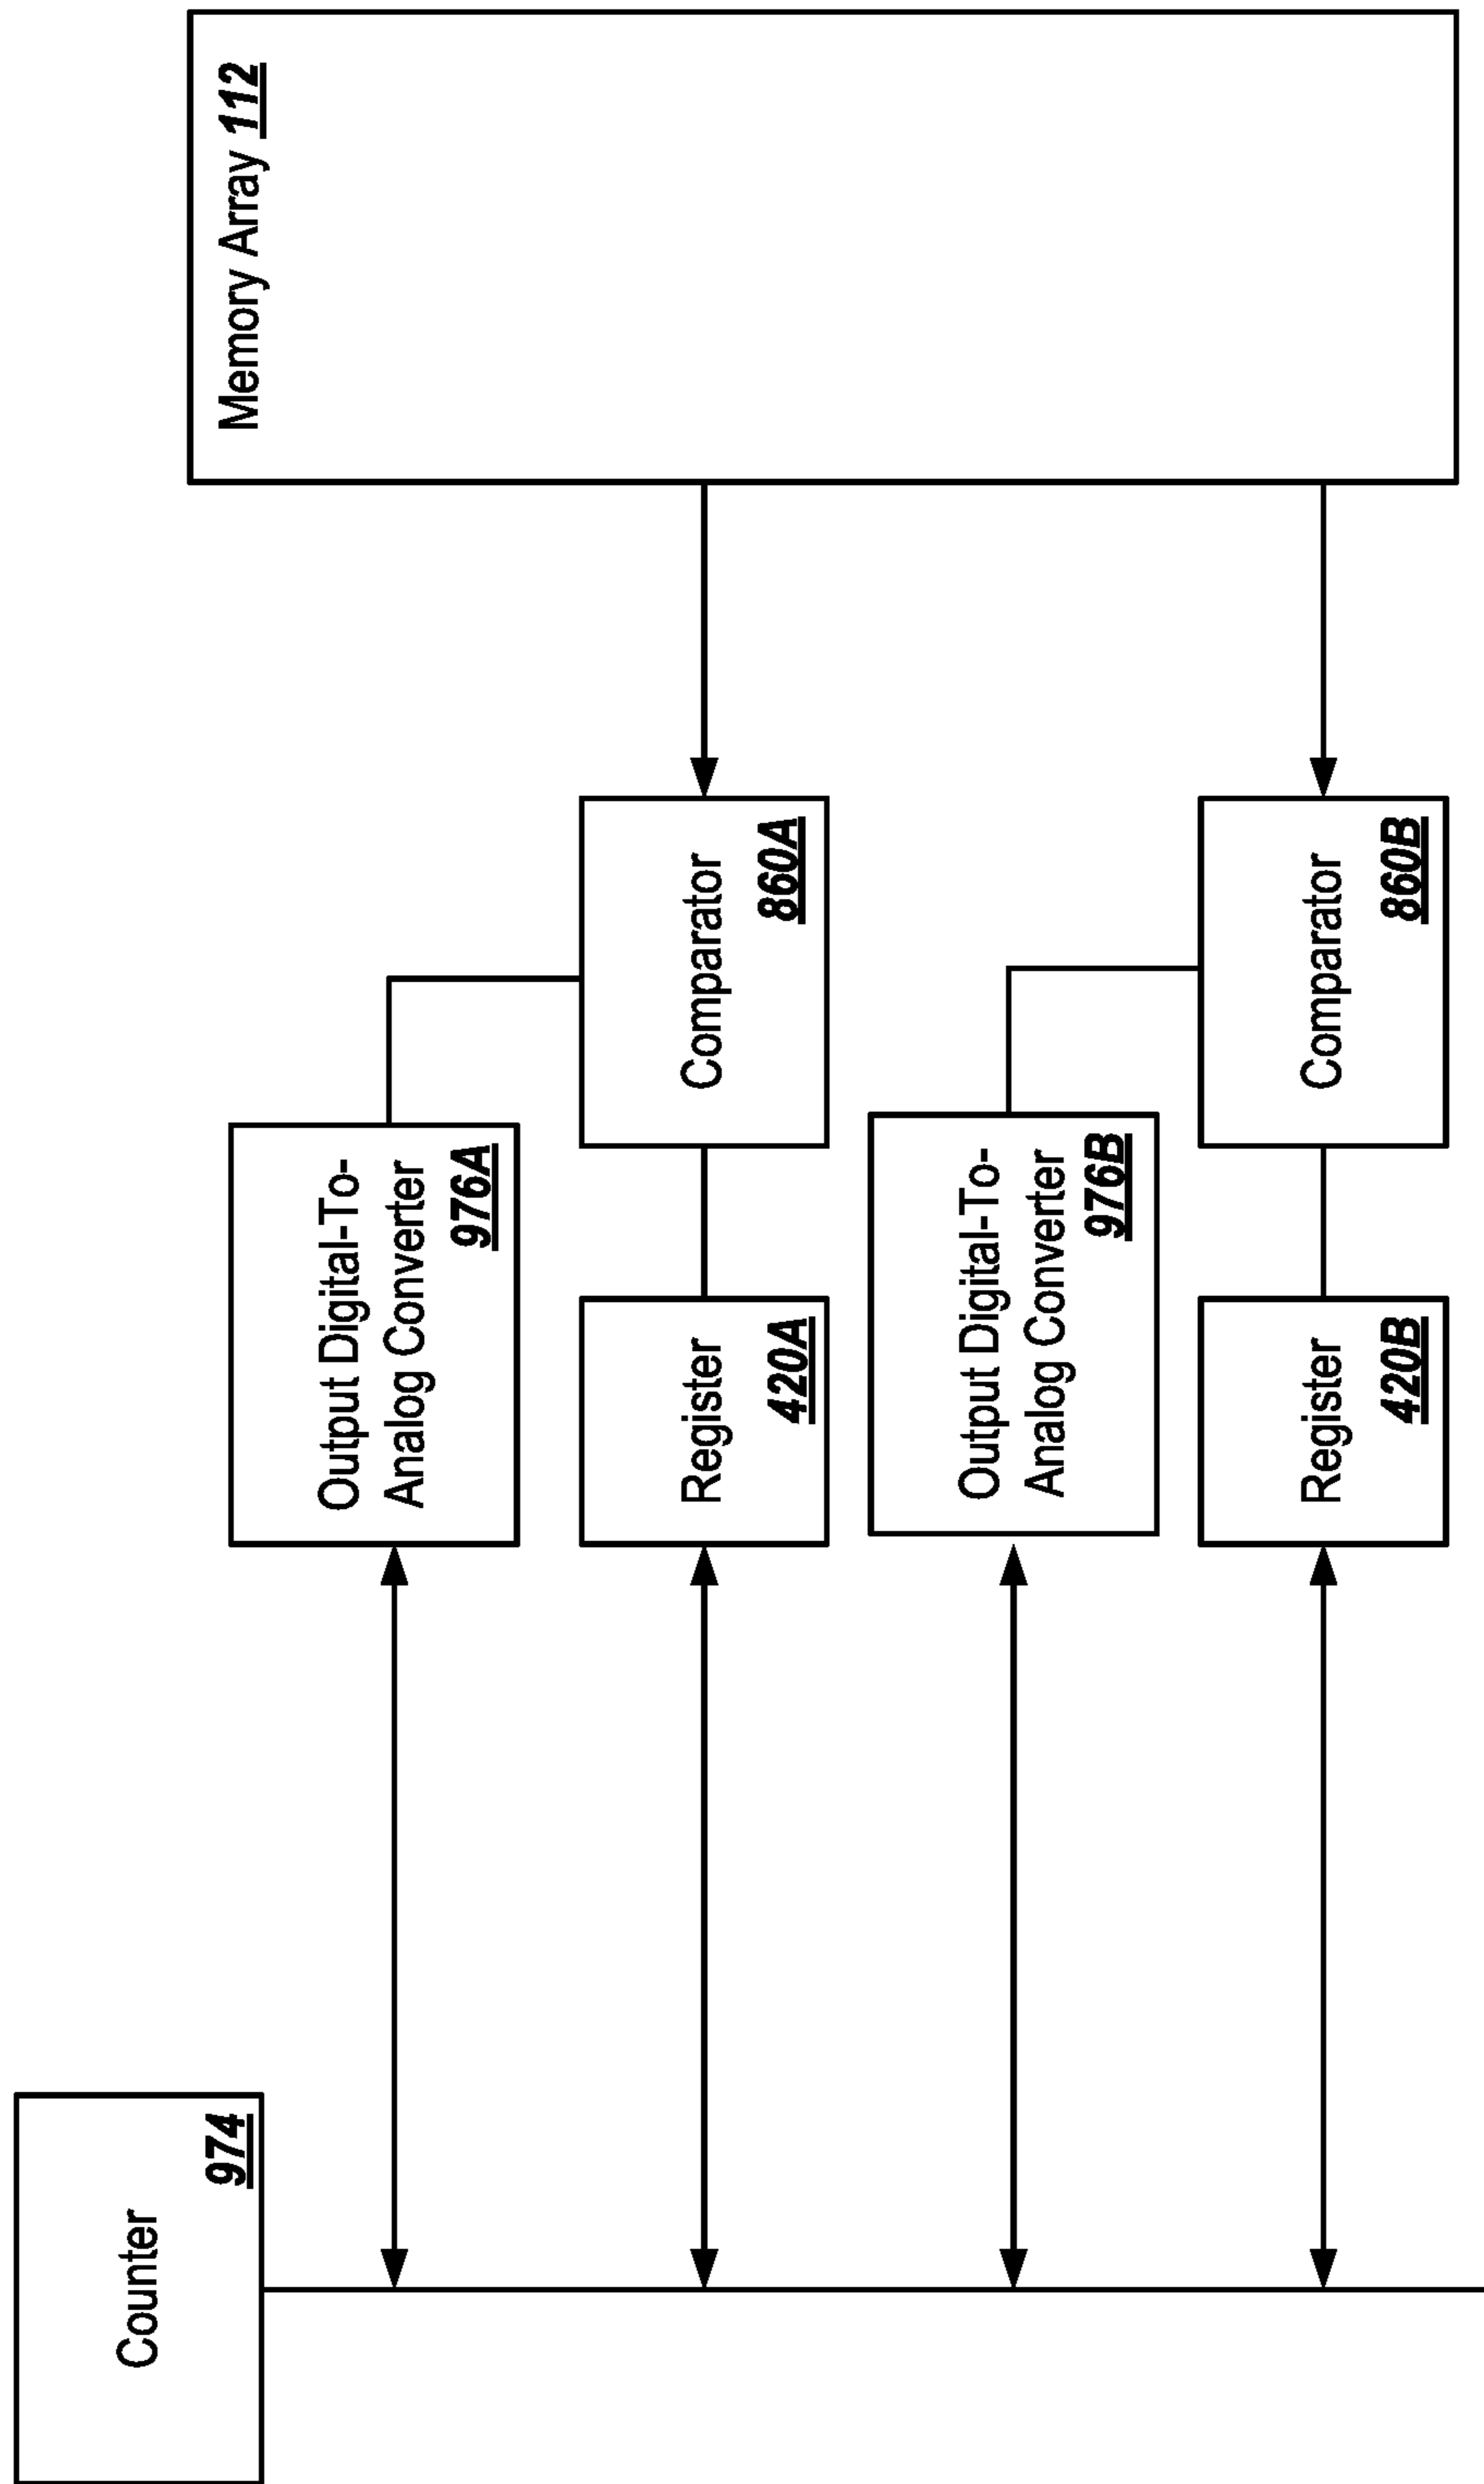 Counter
974
Output Digital-To-
Analog Converter
976A
Register
420A
Comparator
860A
Output Digital-To-
Analog Converter
976B
Register
420B
Comparator
860B
Memory Array 112